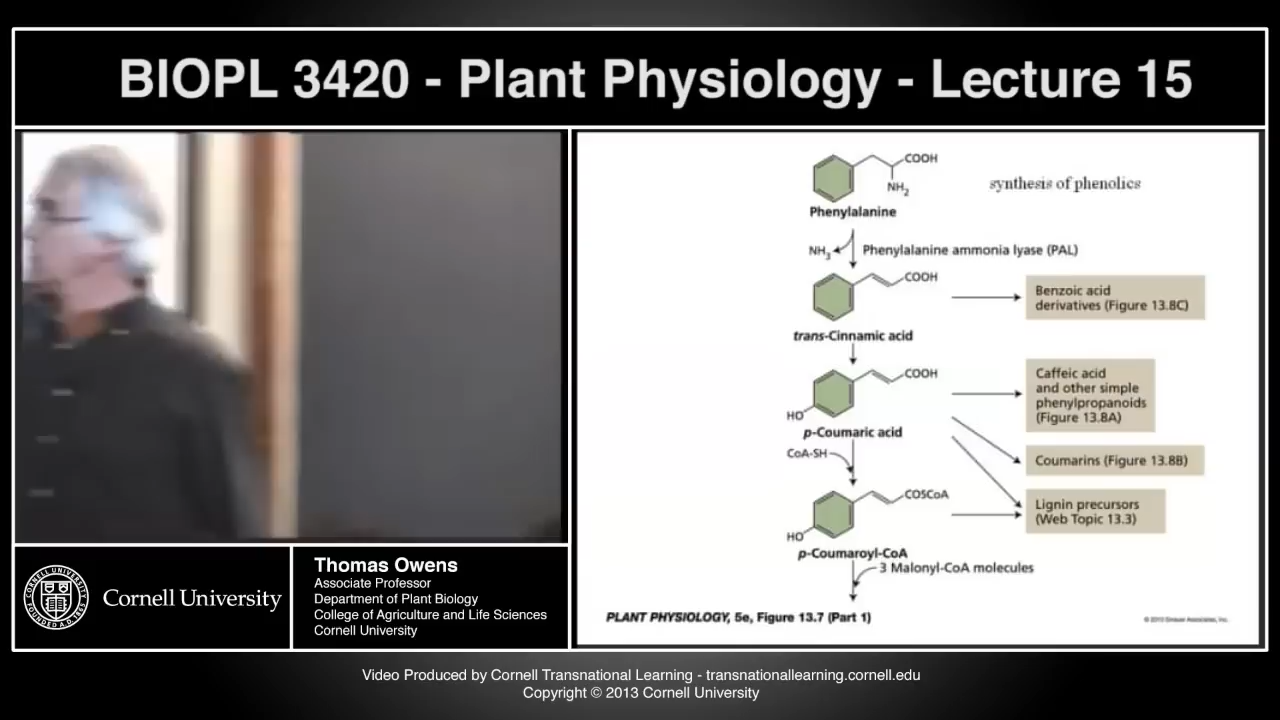 BIOPL 3420 - Plant Physiology - Lecture 15
COOH
NH2
synthesis of phenolics
Phenylalanine
NH3
Phenylalanine ammonia lyase (PAL)
COOH
Benzoic acid
derivatives (Figure 13.8C)
trans-Cinnamic acid
COOH
HO
Caffeic acid
and other simple
phenylpropanoids
(Figure 13.8A)
p-Coumaric acid
CoA-SH
Coumarins (Figure 13.8B)
COSCoA
HO
Lignin precursors
(Web Topic 13.3)
p-Coumaroyl-CoA
3 Malonyl-CoA molecules
PLANT PHYSIOLOGY, 5e, Figure 13.7 (Part 1)
© 2010 Sinauer Associates, Inc.
Cornell University
Thomas Owens
Associate Professor
Department of Plant Biology
College of Agriculture and Life Sciences
Cornell University
Video Produced by Cornell Transnational Learning - transnationallearning.cornell.edu
Copyright © 2013 Cornell University